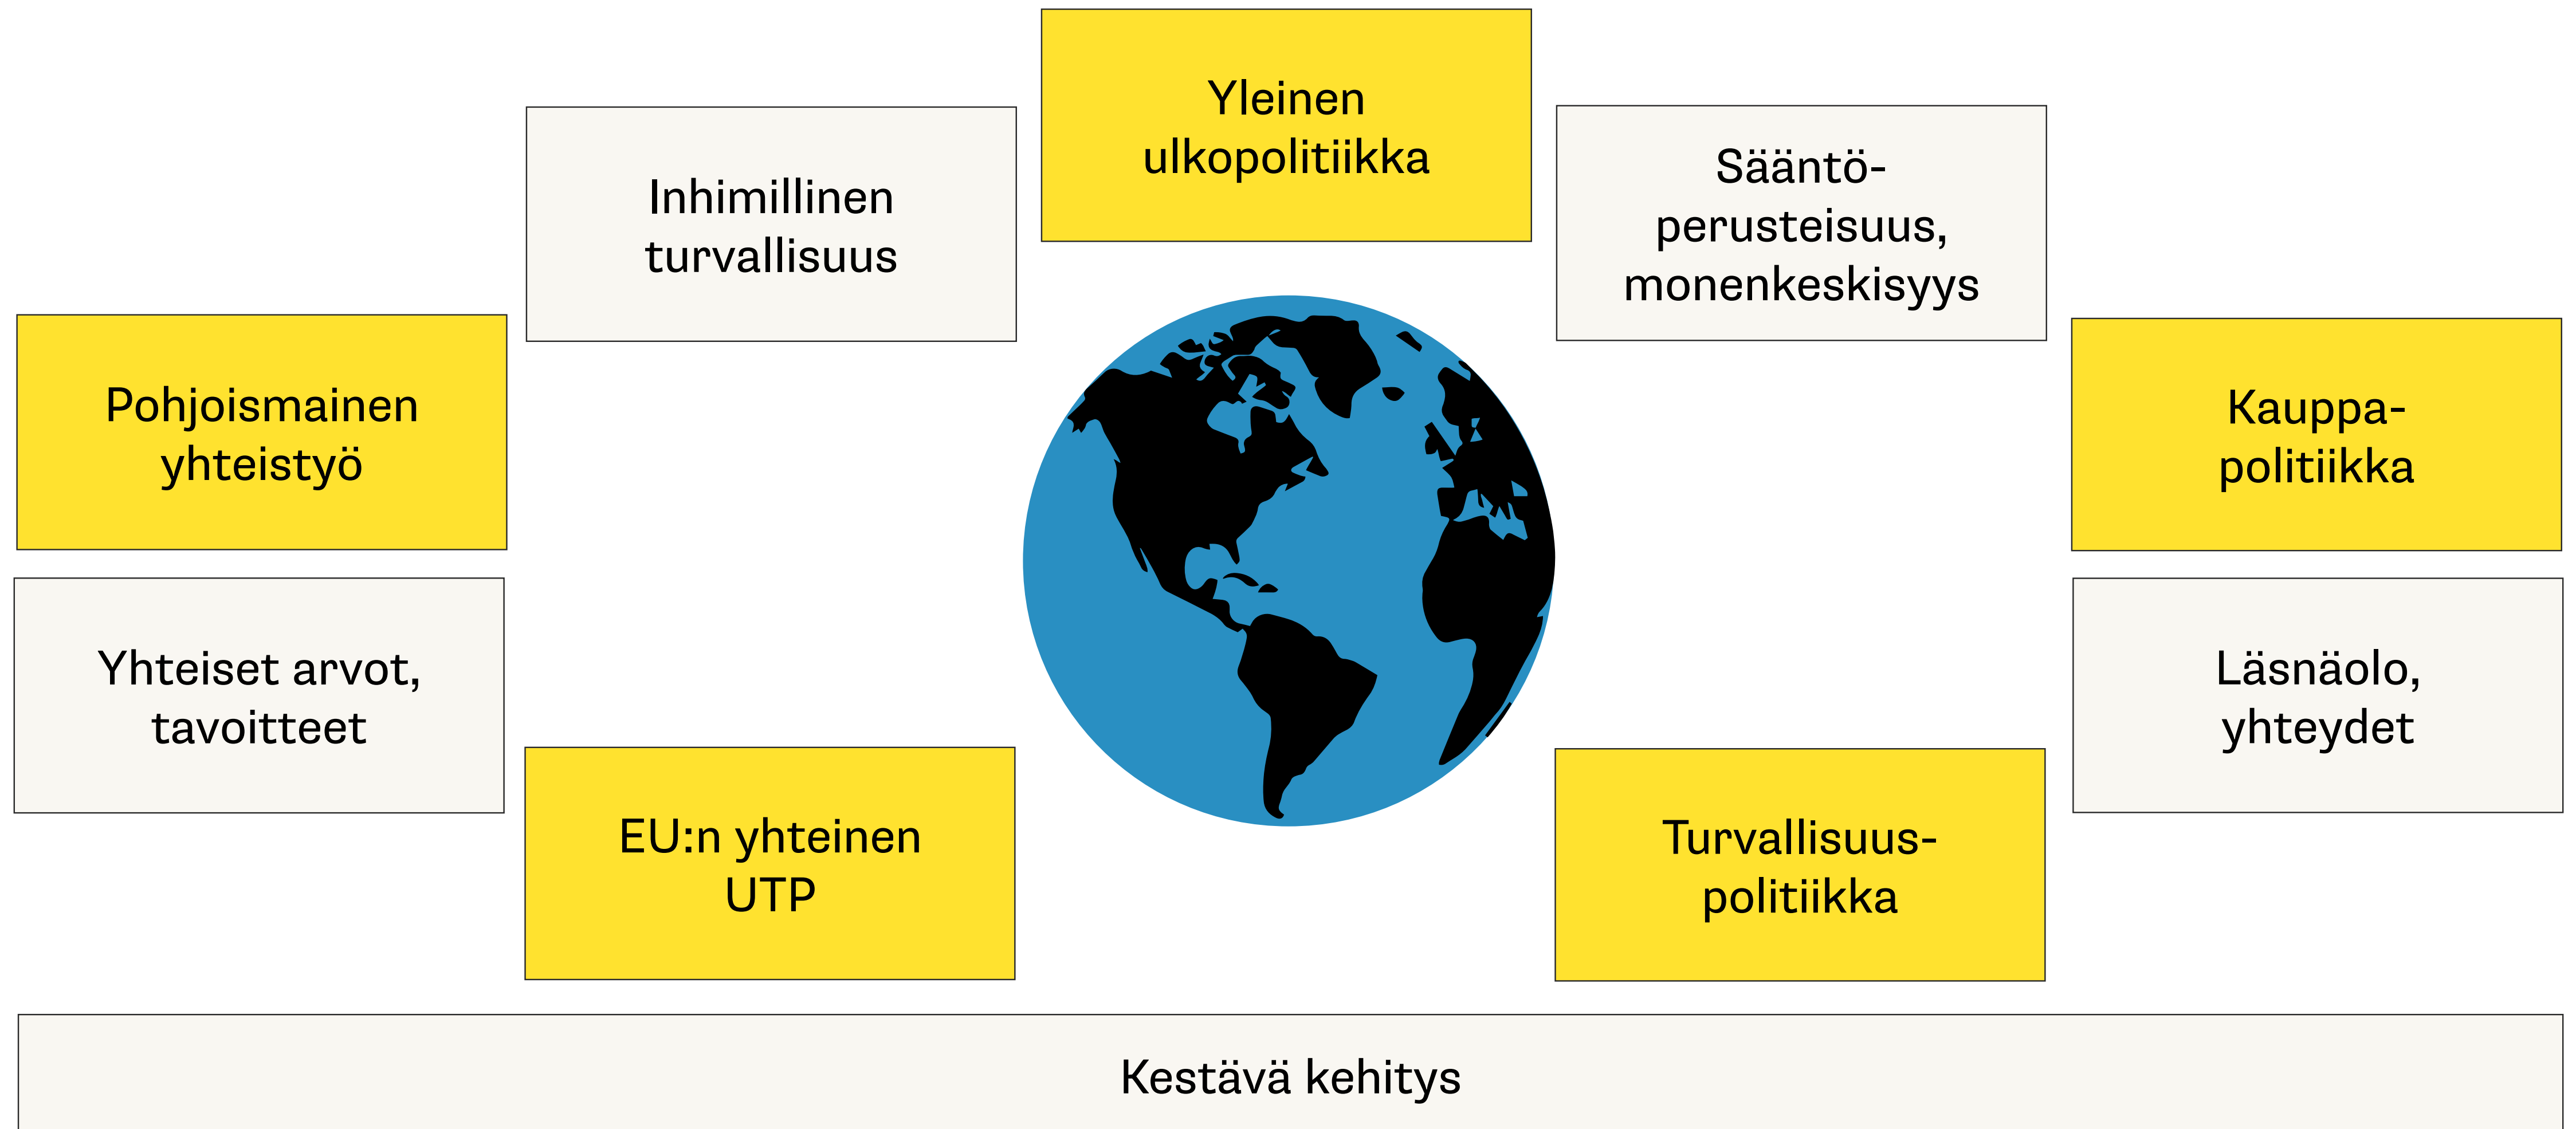 Yleinen
ulkopolitiikka
Inhimillinen
turvallisuus
Sääntö-
perusteisuus,
monenkeskisyys
Pohjoismainen
yhteistyö
Kauppa-
politiikka
Yhteiset arvot,
tavoitteet
Läsnäolo,
yhteydet
EU:n yhteinen
UTP
Turvallisuus-
politiikka
Kestävä kehitys